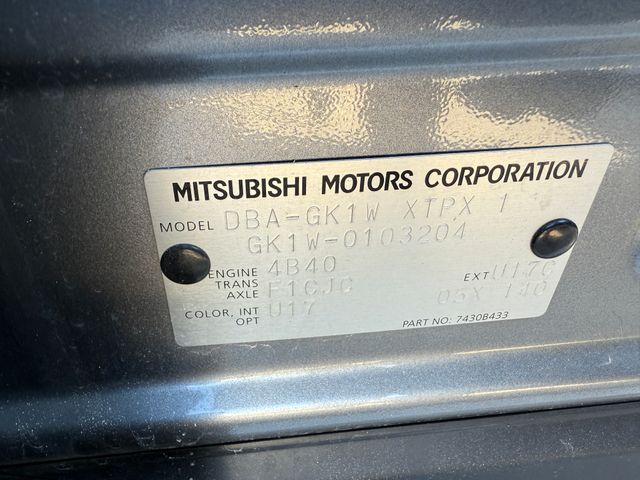 MITSUBISHI MOTORS CORPORATION
MODEL DBA-GK1W XTPX 1
GK1W-0103204
ENGINE 4B40
TRANS AXLE F1CJC EXT U17C
COLOR, INT OPT U17 05X 140
PART NO: 7430B433